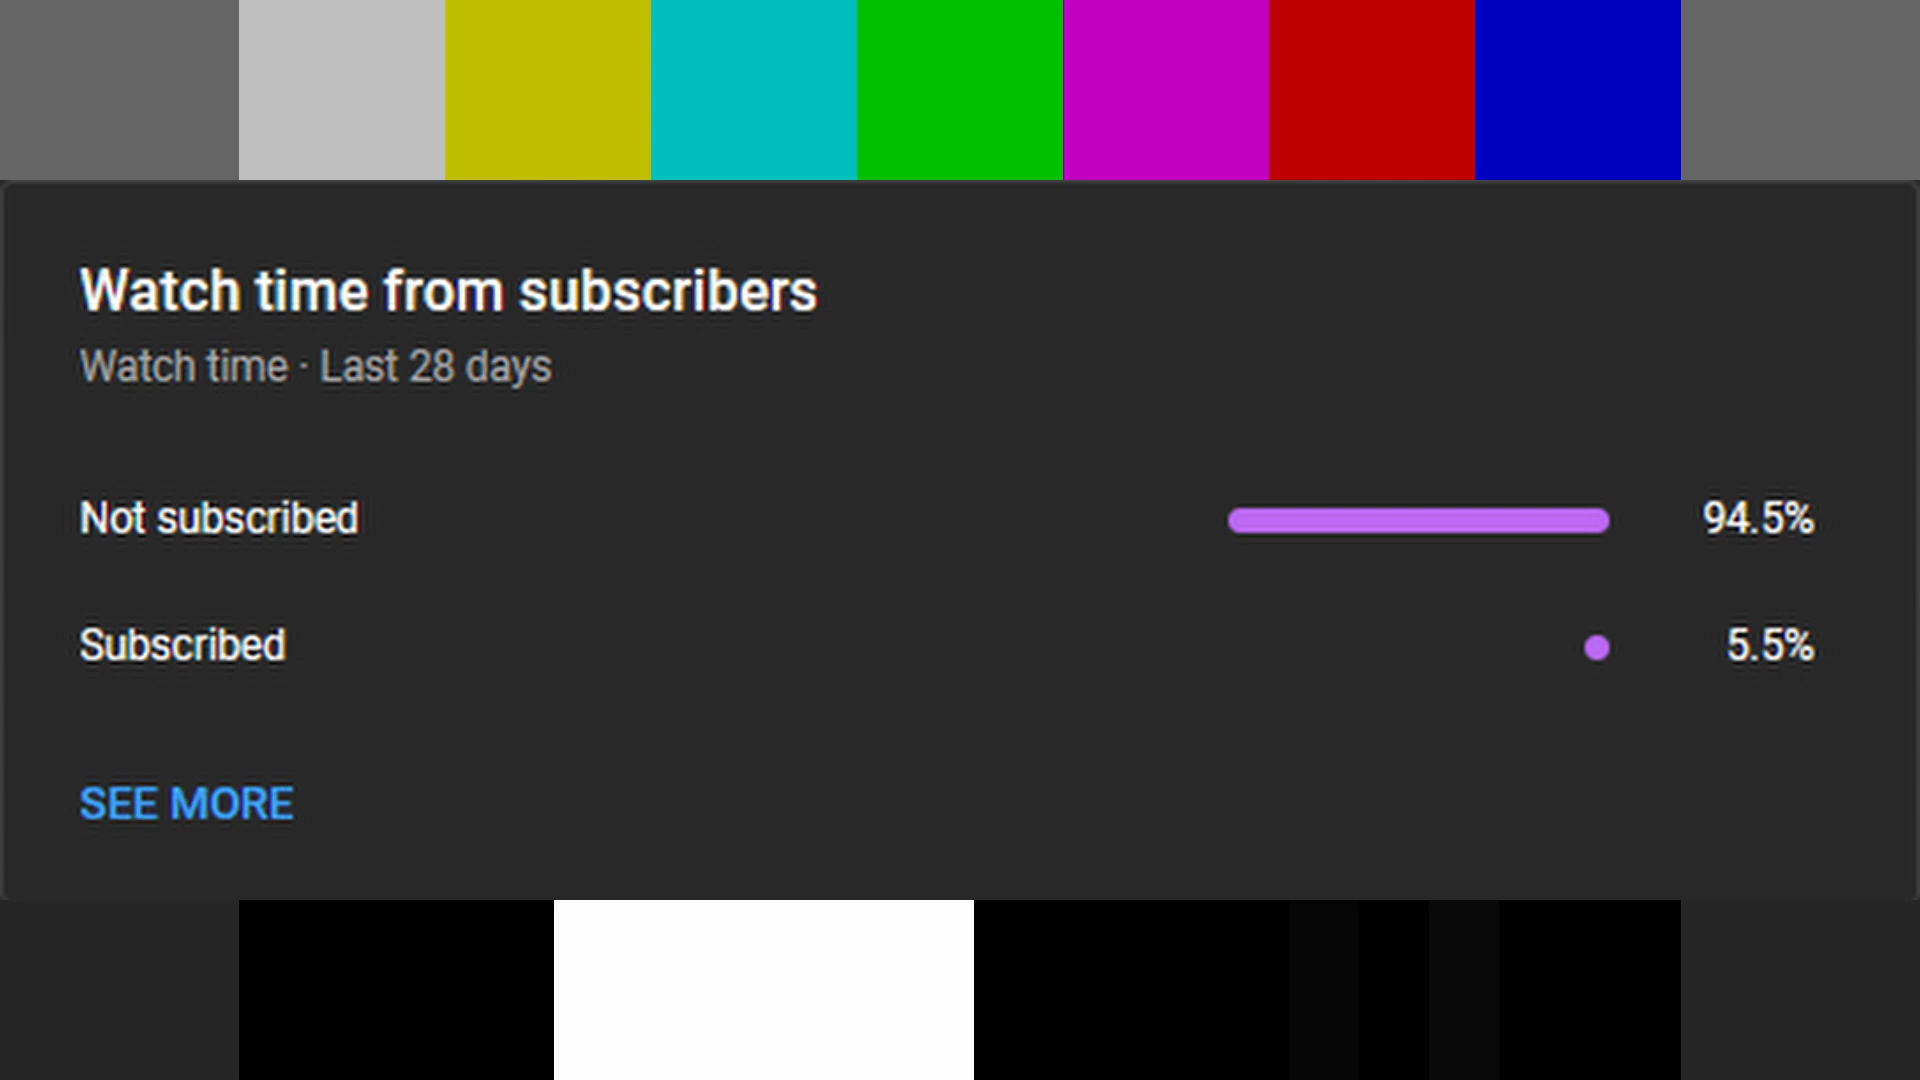 Watch time from subscribers
Watch time · Last 28 days
Not subscribed 94.5%
Subscribed 5.5%
SEE MORE